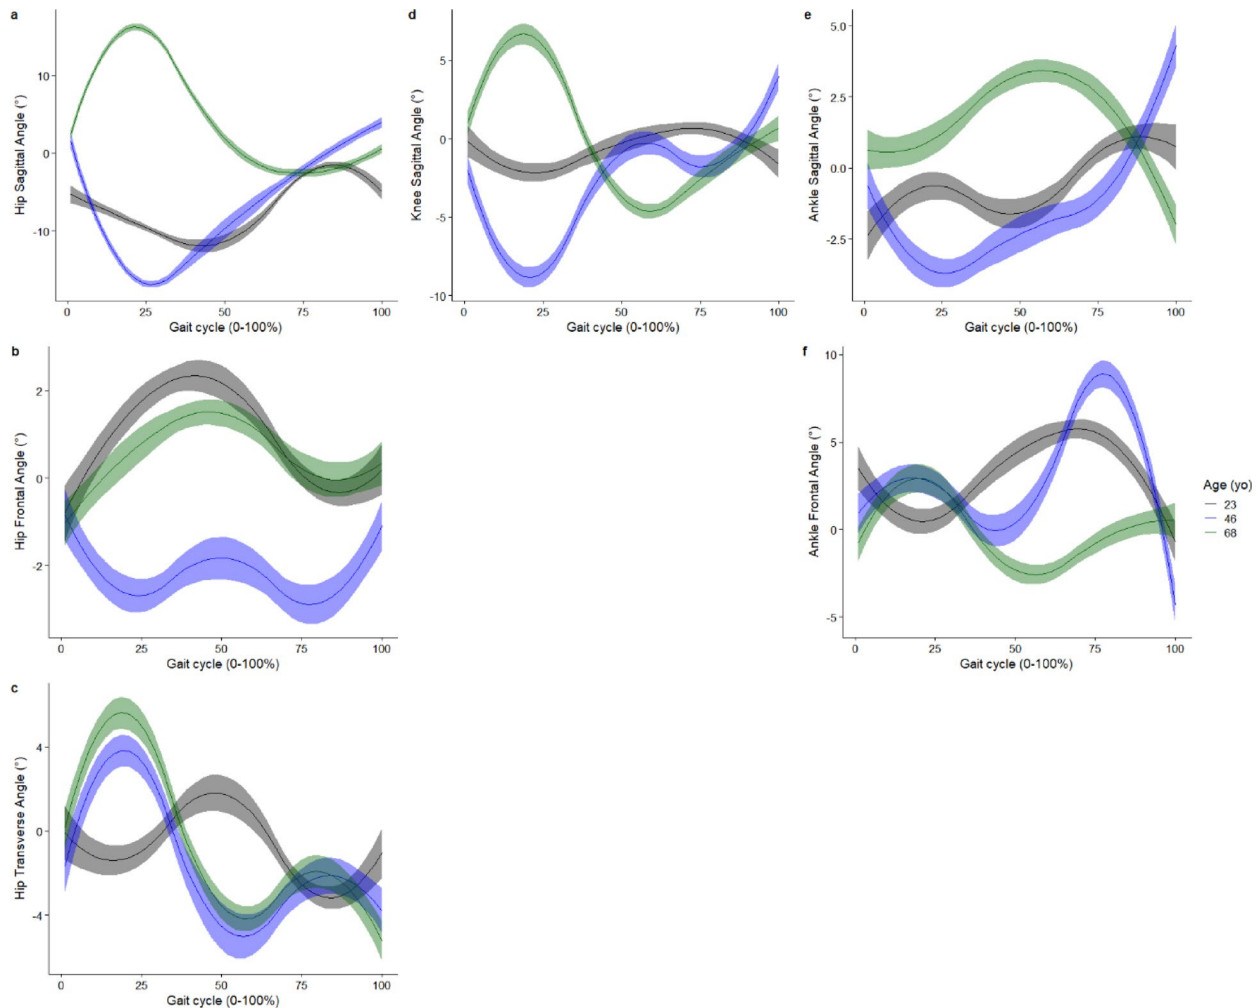 a
Hip Sagittal Angle (°)
10
0
-10
0 25 50 75 100
Gait cycle (0-100%)
d
Knee Sagittal Angle (°)
5
0
-5
-10
0 25 50 75 100
Gait cycle (0-100%)
e
Ankle Sagittal Angle (°)
5.0
2.5
0.0
-2.5
0 25 50 75 100
Gait cycle (0-100%)
b
Hip Frontal Angle (°)
2
0
-2
0 25 50 75 100
Gait cycle (0-100%)
f
Ankle Frontal Angle (°)
10
5
0
-5
0 25 50 75 100
Gait cycle (0-100%)
Age (yo)
23
46
68
c
Hip Transverse Angle (°)
4
0
-4
0 25 50 75 100
Gait cycle (0-100%)